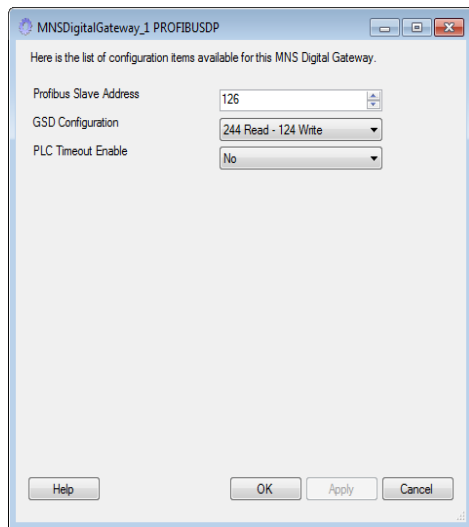 MNSDigitalGateway_1 PROFIBUSDP
Here is the list of configuration items available for this MNS Digital Gateway.
Profibus Slave Address 126
GSD Configuration 244 Read - 124 Write
PLC Timeout Enable No
Help OK Apply Cancel